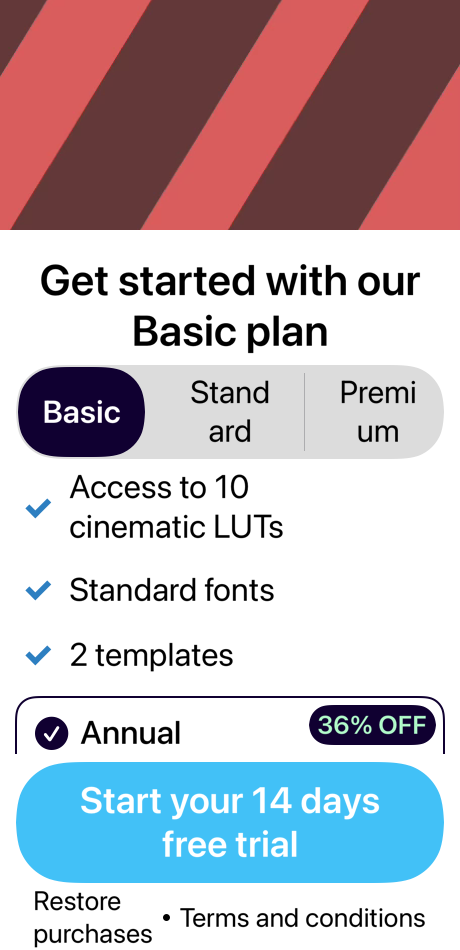 Get started with our
Basic plan
Basic
Stand
ard
Premi
um
Access to 10
cinematic LUTs
Standard fonts
2 templates
Annual
36% OFF
Start your 14 days
free trial
Restore
purchases
• Terms and conditions